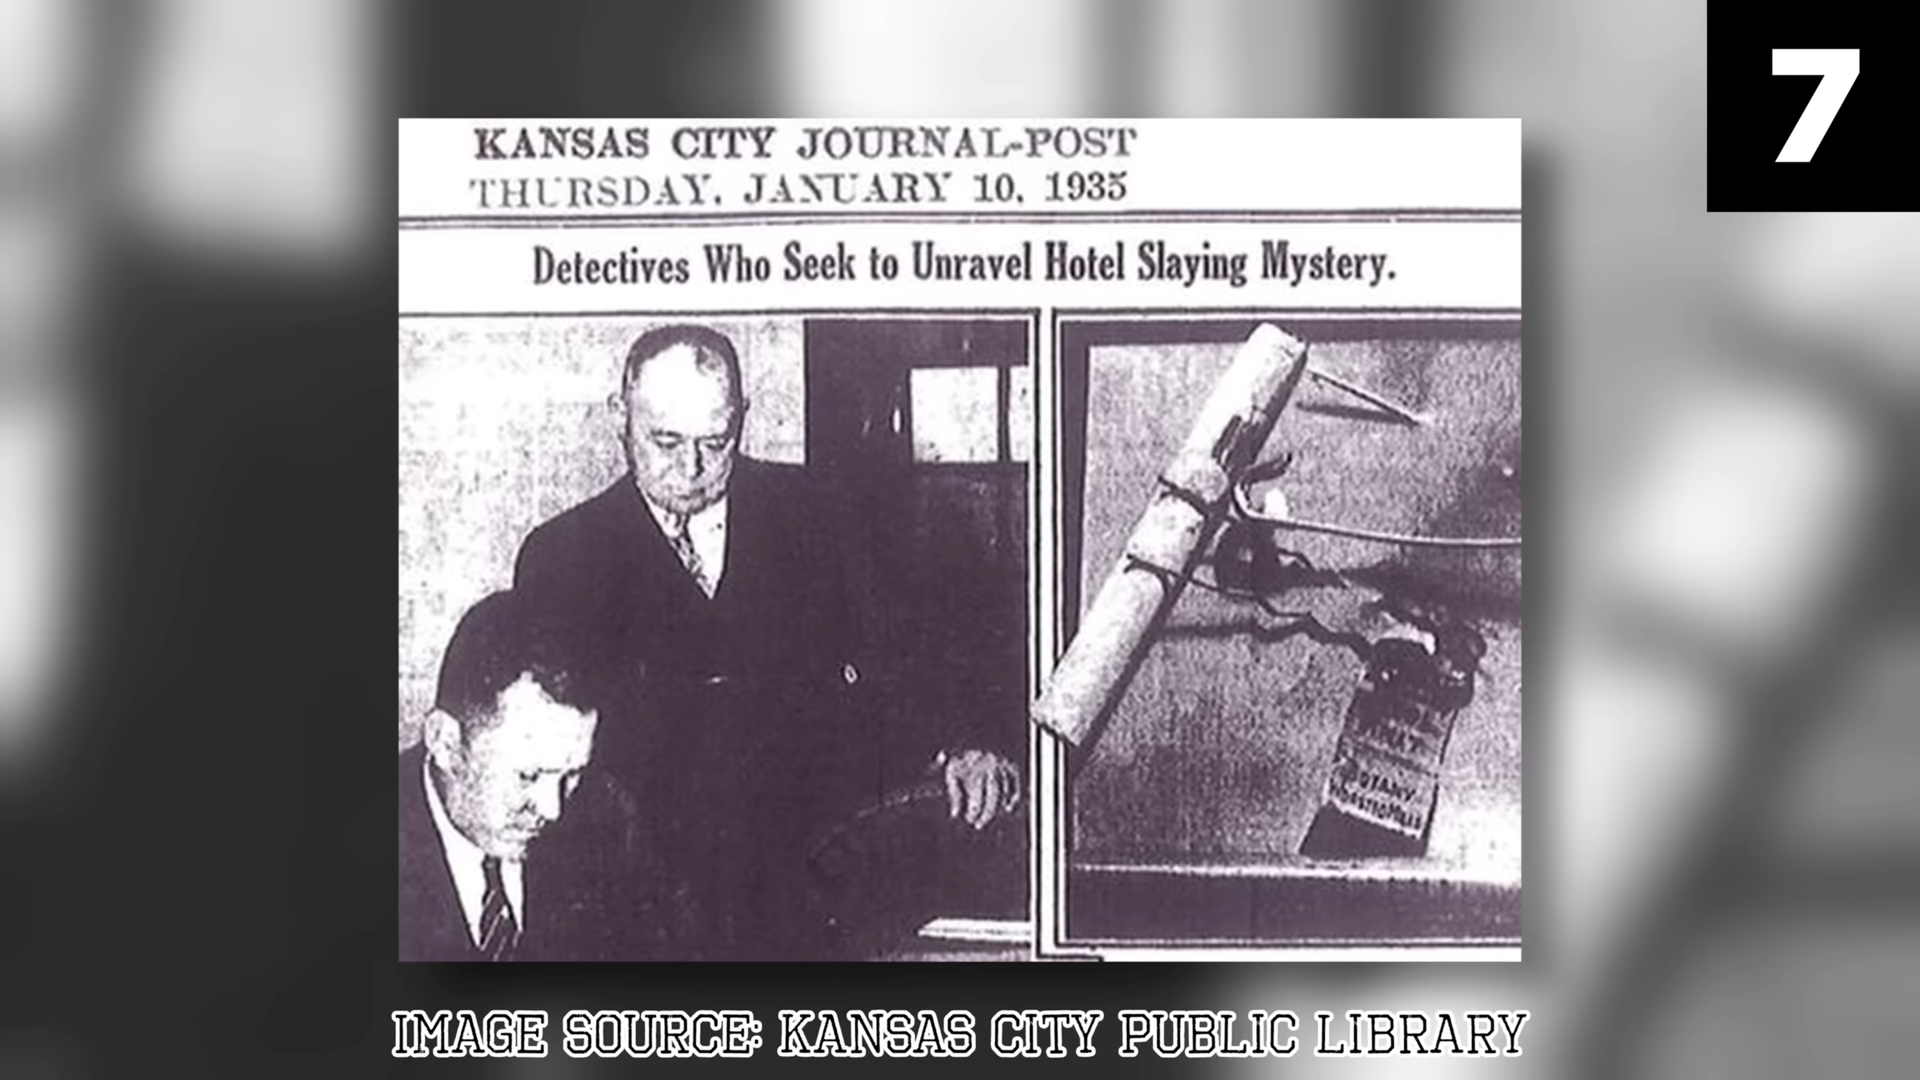 7
KANSAS CITY JOURNAL-POST
THURSDAY, JANUARY 10, 1935
Detectives Who Seek to Unravel Hotel Slaying Mystery.
BOTANY
IMAGE SOURCE: KANSAS CITY PUBLIC LIBRARY